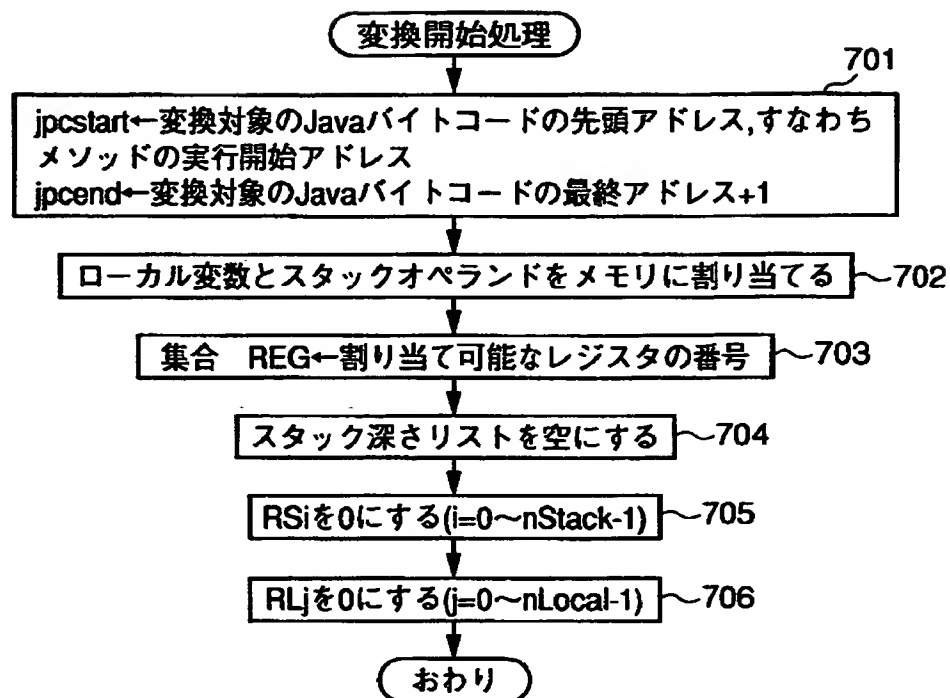 変換開始処理
701
jpcstart←変換対象のJavaバイトコードの先頭アドレス,すなわち
メソッドの実行開始アドレス
jpcend←変換対象のJavaバイトコードの最終アドレス+1
ローカル変数とスタックオペランドをメモリに割り当てる 702
集合 REG←割り当て可能なレジスタの番号 703
スタック深さリストを空にする 704
RSiを0にする(i=0~nStack-1) 705
RLjを0にする(j=0~nLocal-1) 706
おわり